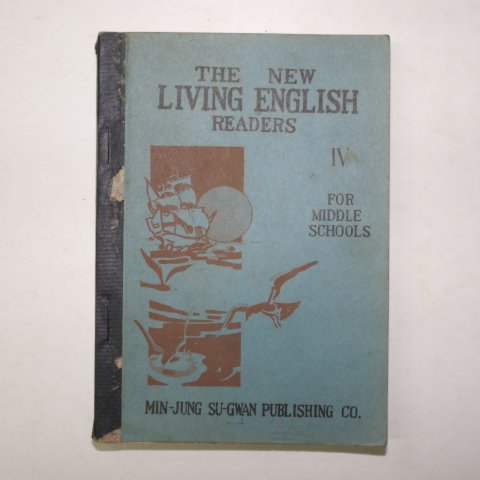 THE NEW
LIVING ENGLISH
READERS
IV
FOR
MIDDLE
SCHOOLS
MIN-JUNG SU-GWAN PUBLISHING CO.